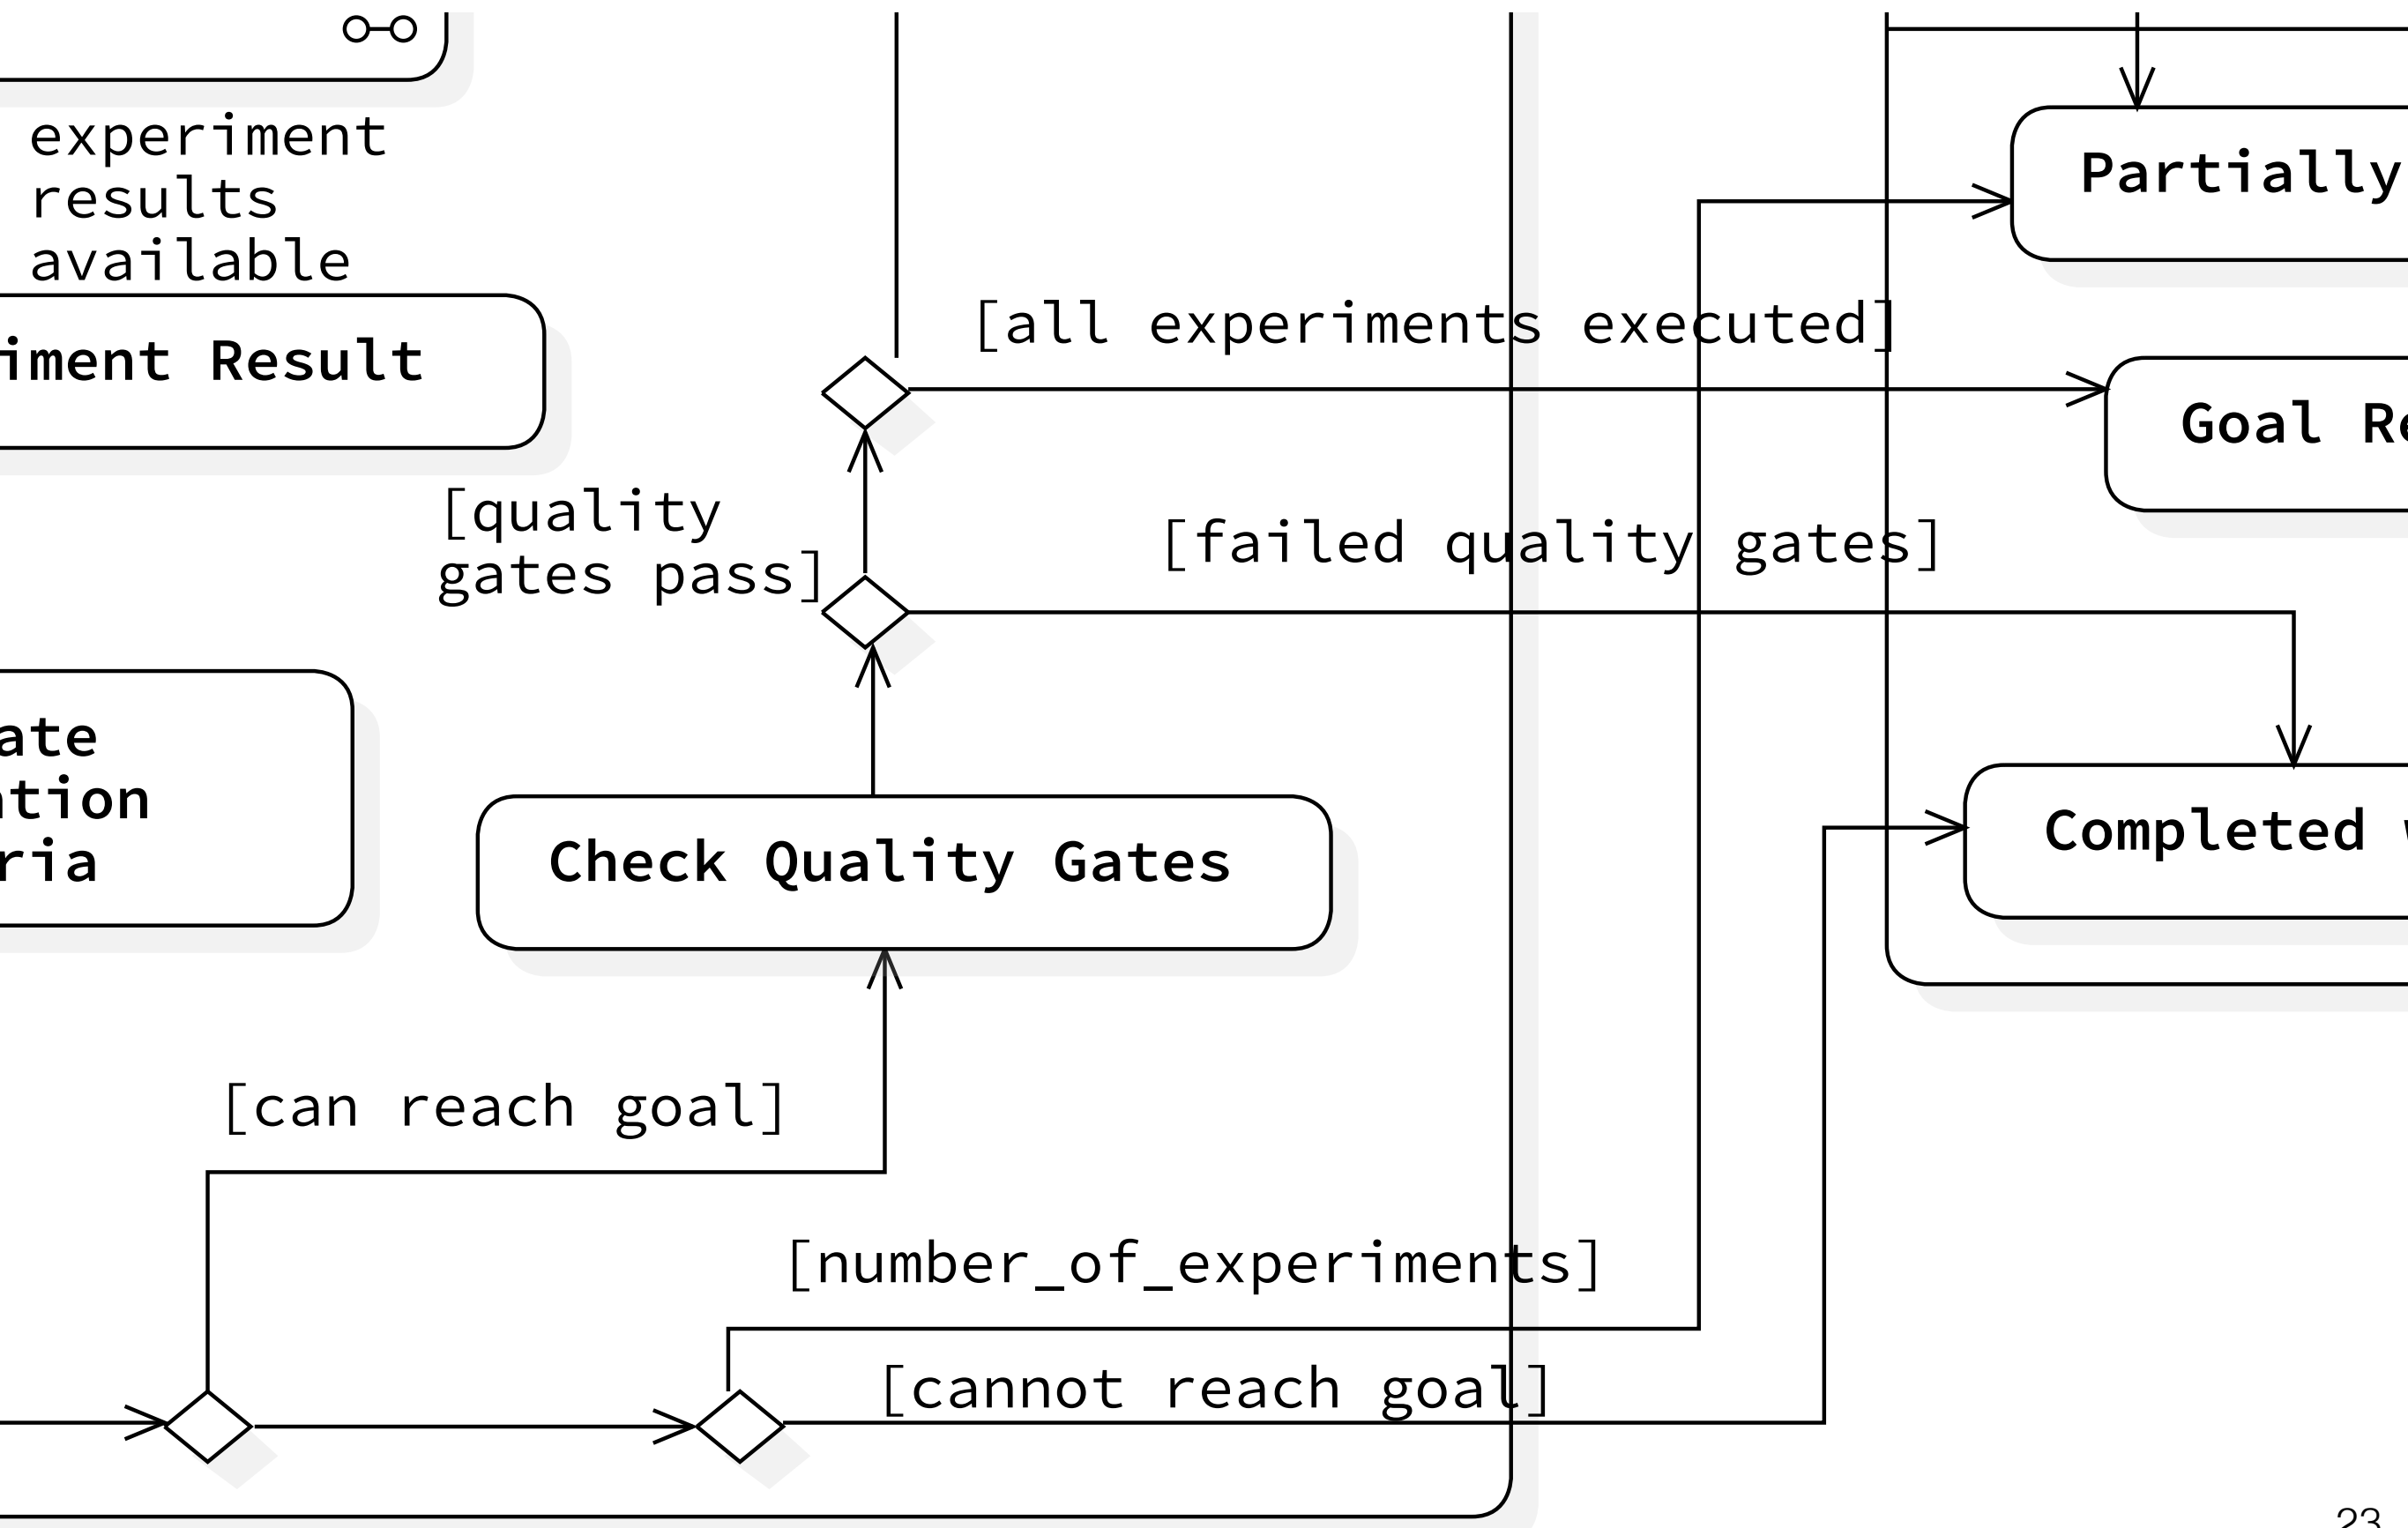 experiment
results
available
iment Result
Partially
[all experiments executed]
Goal
[quality
gates pass]
[failed quality gates]
ate
ntion
ria
Check Quality Gates
Completed
[can reach goal]
[number_of_experiments]
[cannot reach goal]
23